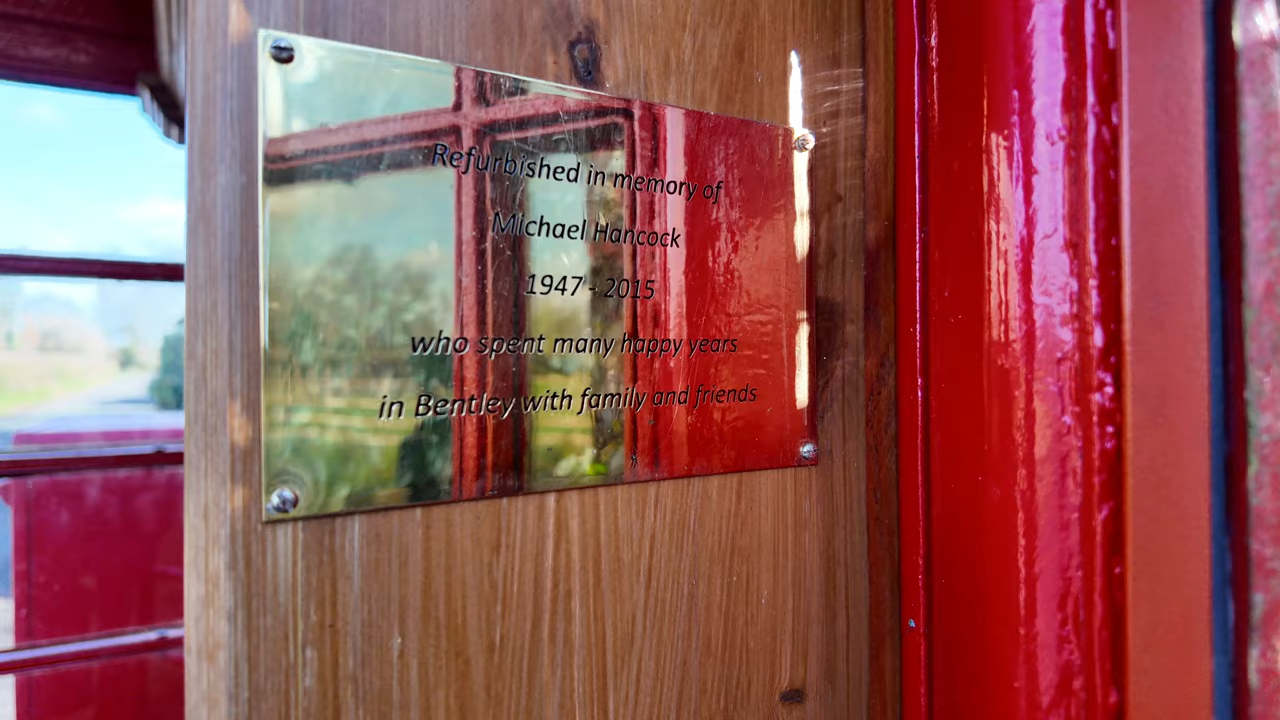 Refurbished in memory of
Michael Hancock
1947 - 2015
who spent many happy years
in Bentley with family and friends